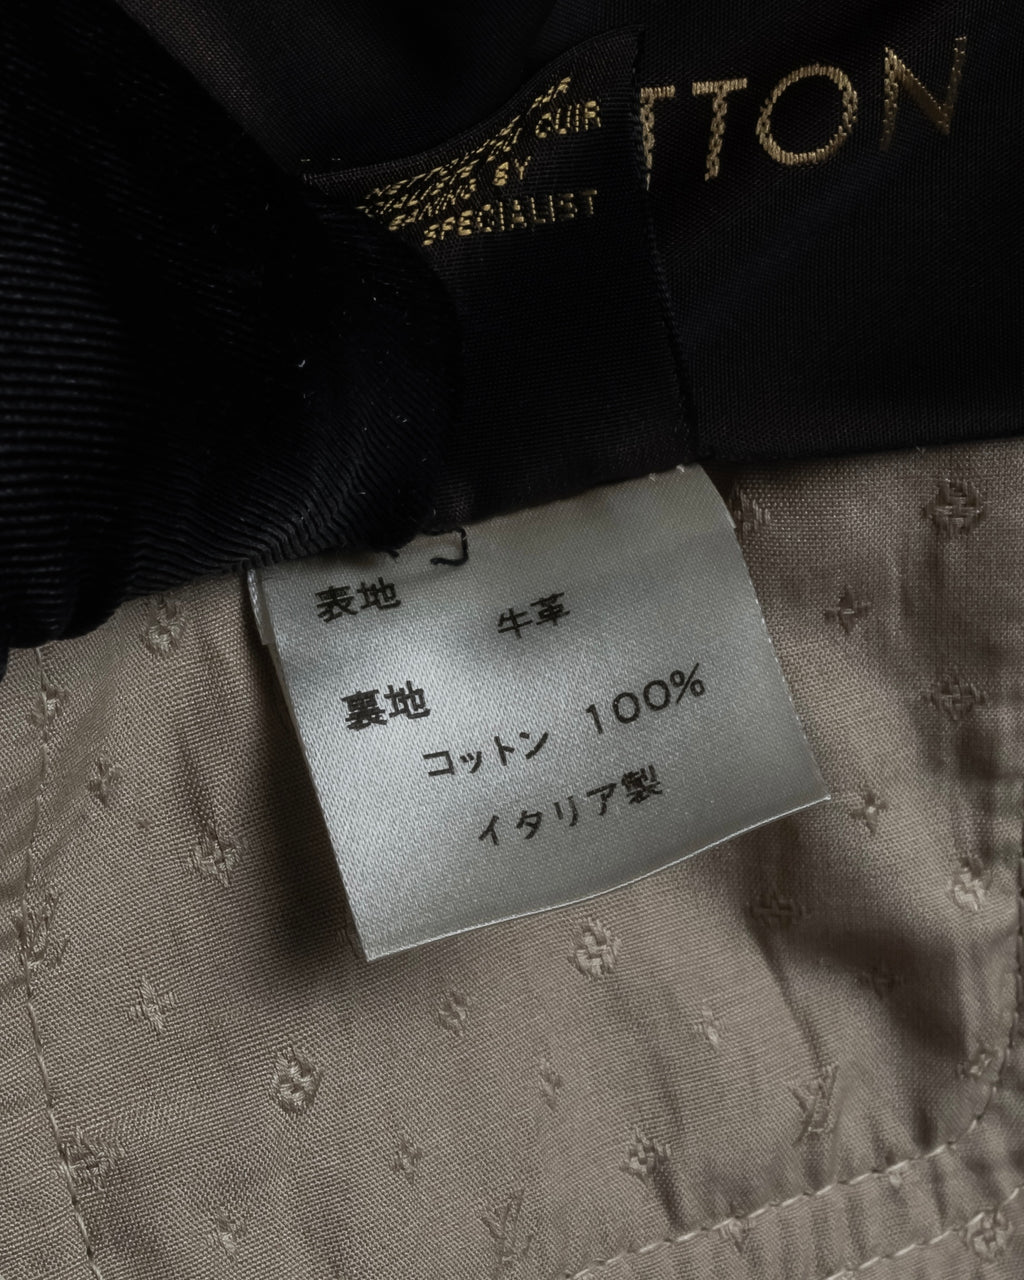 TTON
CUIR
BY
SPECIALIST
表地
牛革
裏地
コットン 100%
イタリア製